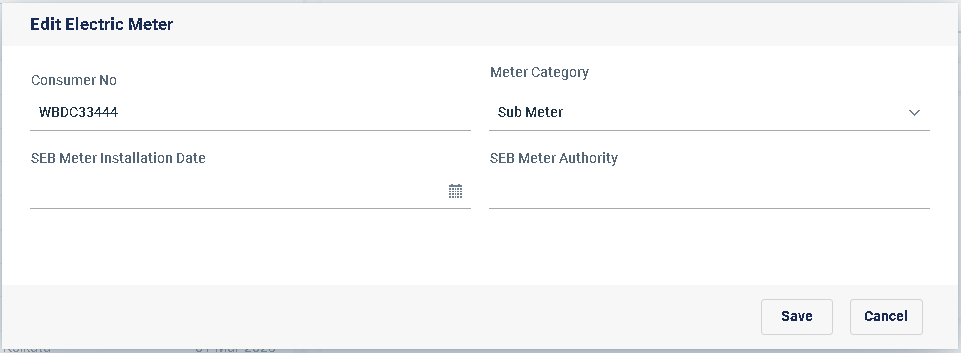 Edit Electric Meter
Consumer No
Meter Category
WBDC33444
Sub Meter
SEB Meter Installation Date
SEB Meter Authority
Save
Cancel